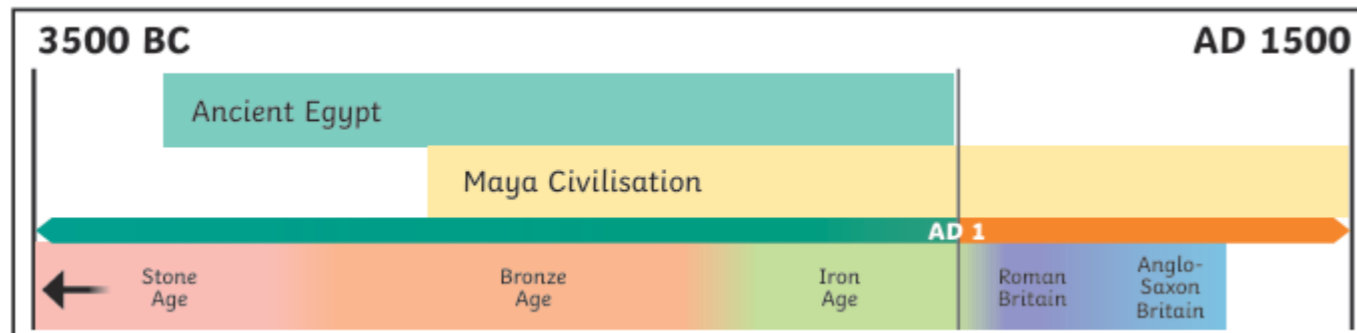 3500 BC
AD 1500
Ancient Egypt
Maya Civilisation
AD 1
Stone
Age
Bronze
Age
Iron
Age
Roman
Britain
Anglo-
Saxon
Britain